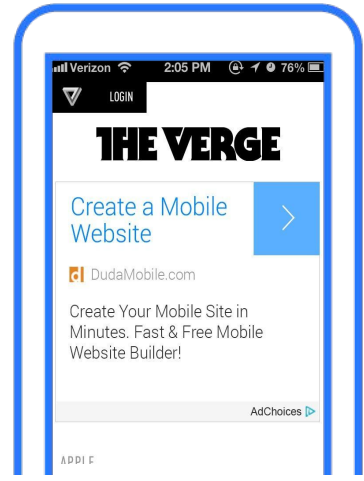 Verizon 2:05 PM 76%
LOGIN
THE VERGE
Create a Mobile
Website
d DudaMobile.com
Create Your Mobile Site in
Minutes. Fast & Free Mobile
Website Builder!
AdChoices
APPLE